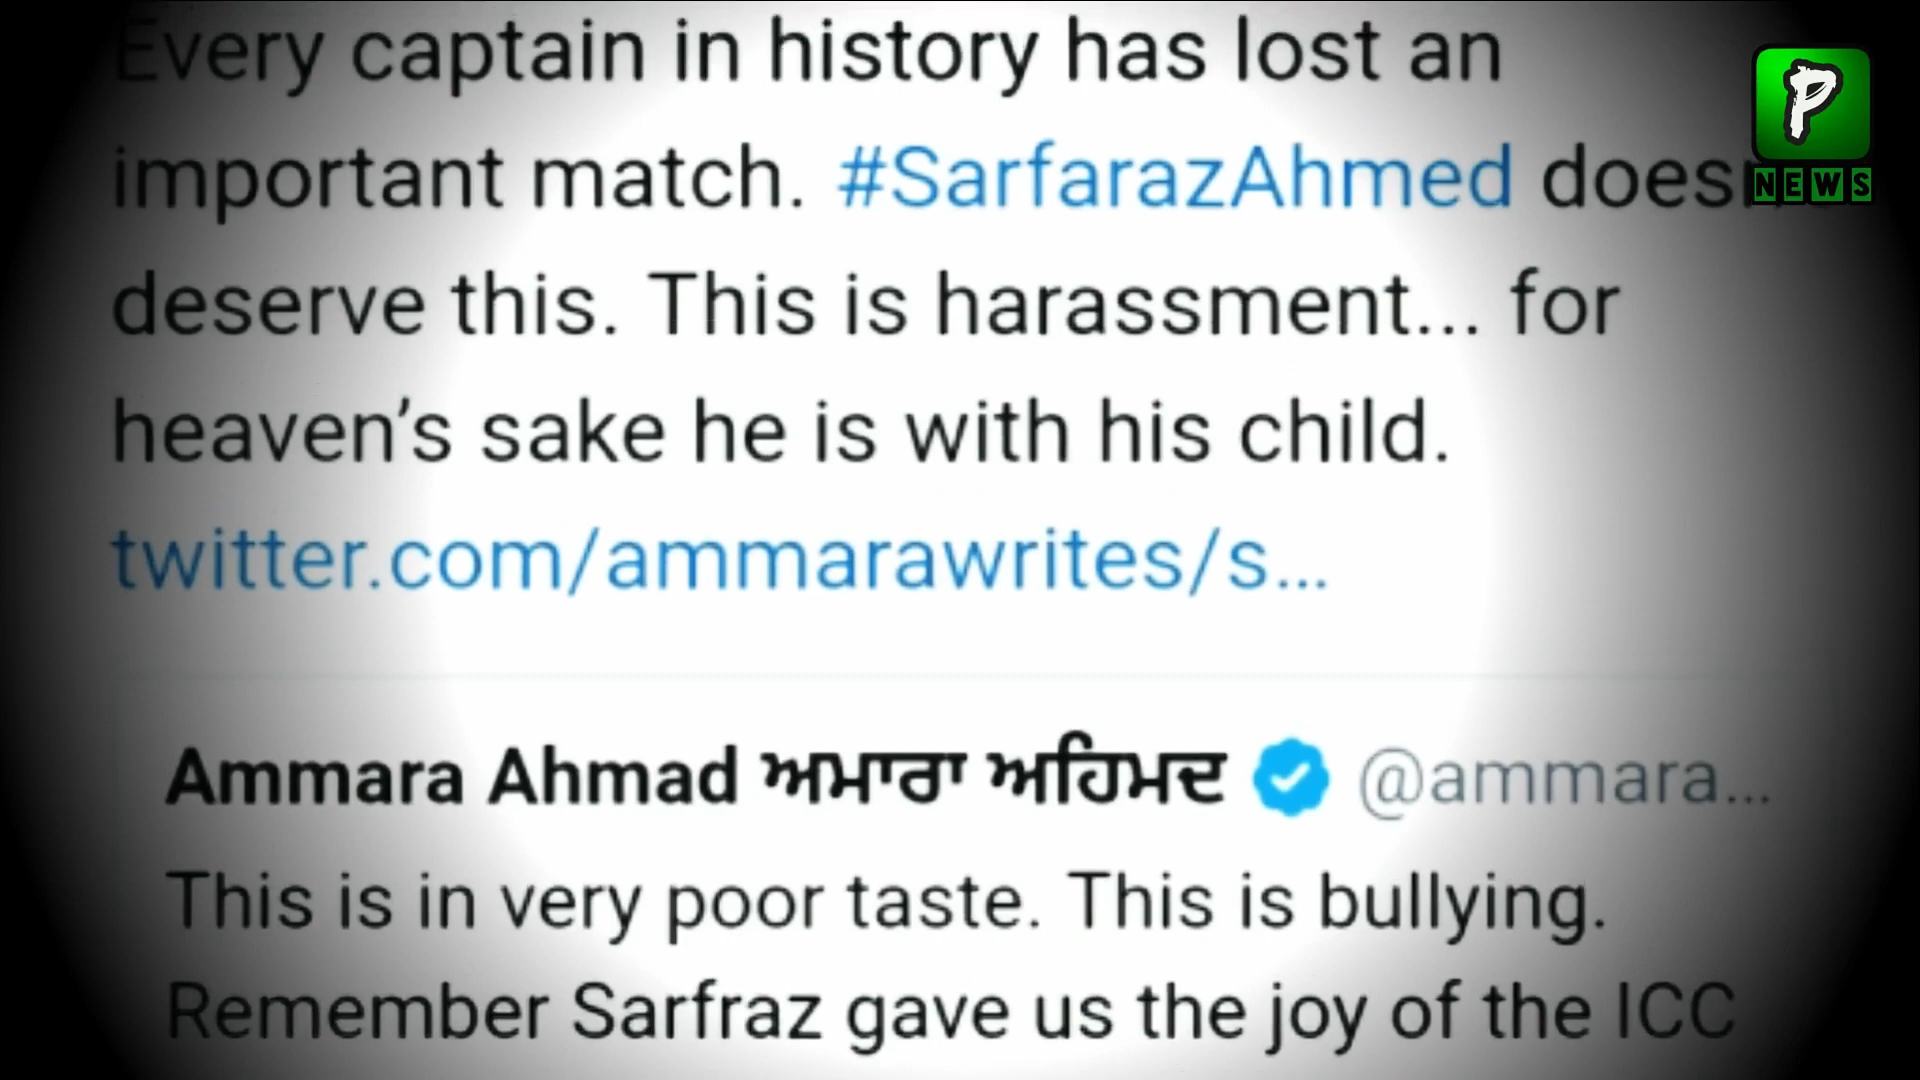 Every captain in history has lost an
important match. #SarfarazAhmed does
deserve this. This is harassment... for
heaven's sake he is with his child.
twitter.com/ammarawrites/s...
Ammara Ahmad ਅਮਾਰਾ ਅਹਿਮਦ @ammara...
This is in very poor taste. This is bullying.
Remember Sarfraz gave us the joy of the ICC
P
NEWS